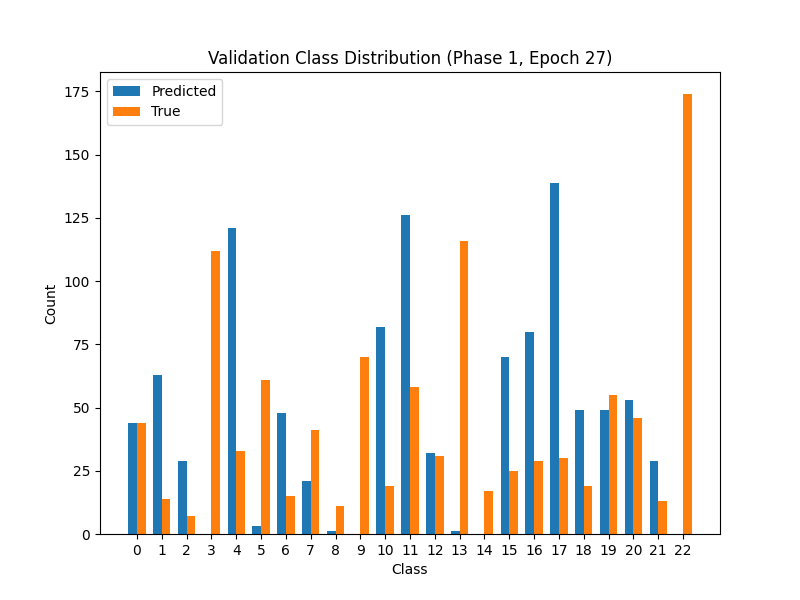 Validation Class Distribution (Phase 1, Epoch 27)
Predicted
True
175
150
125
100
75
50
25
0
Count
0 1 2 3 4 5 6 7 8 9 10 11 12 13 14 15 16 17 18 19 20 21 22
Class